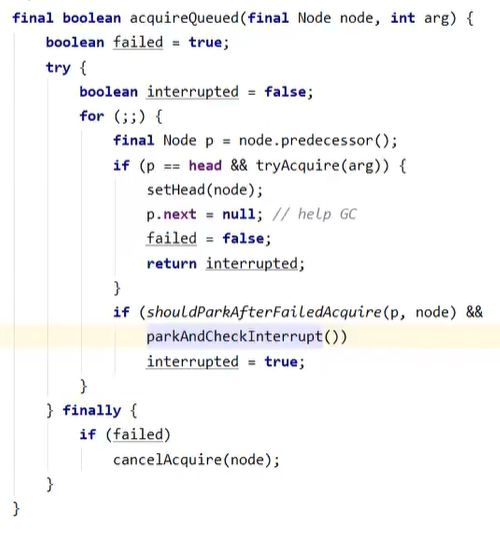 final boolean acquireQueued(final Node node, int arg) {
    boolean failed = true;
    try {
        boolean interrupted = false;
        for (;;) {
            final Node p = node.predecessor();
            if (p == head && tryAcquire(arg)) {
                setHead(node);
                p.next = null; // help GC
                failed = false;
                return interrupted;
            }
            if (shouldParkAfterFailedAcquire(p, node) &&
                parkAndCheckInterrupt())
                interrupted = true;
        }
    } finally {
        if (failed)
            cancelAcquire(node);
    }
}